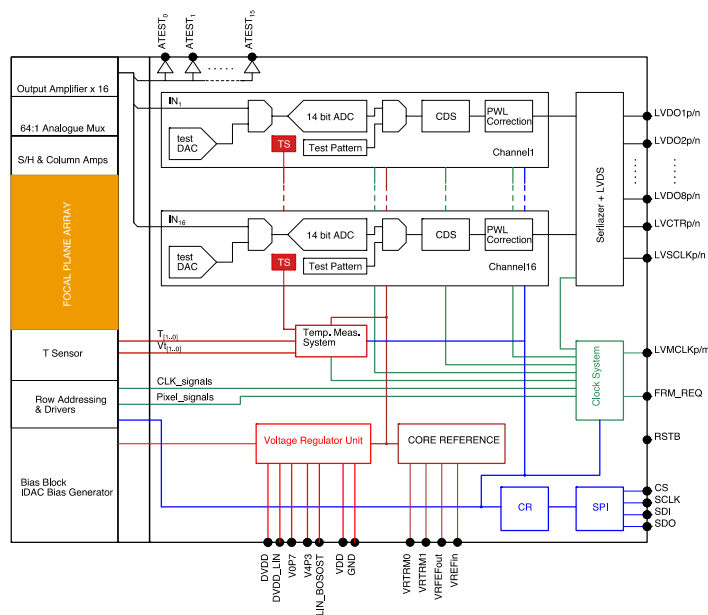 ATEST0
ATEST1
ATEST15
Output Amplifier x 16
64:1 Analogue Mux
S/H & Column Amps
FOCAL PLANE ARRAY
T Sensor
Row Addressing
& Drivers
Bias Block
IDAC Bias Generator
IN1
test
DAC
14 bit ADC
TS
Test Pattern
CDS
PWL
Correction
Channel1
IN16
test
DAC
14 bit ADC
TS
Test Pattern
CDS
PWL
Correction
Channel16
Serliazer + LVDS
T[1..0]
Vt[1..0]
Temp. Meas.
System
CLK_signals
Pixel_signals
Clock System
Voltage Regulator Unit
CORE REFERENCE
CR
SPI
LVDO1p/n
LVDO2p/n
LVDO8p/n
LVCTRp/n
LVSCLKp/n
LVMCLKp/m
FRM_REQ
RSTB
CS
SCLK
SDI
SDO
DVDD
DVDD_LIN
V0P7
V4P3
LIN_BOSOST
VDD
GND
VRTRM0
VRTRM1
VRFEFout
VREFin